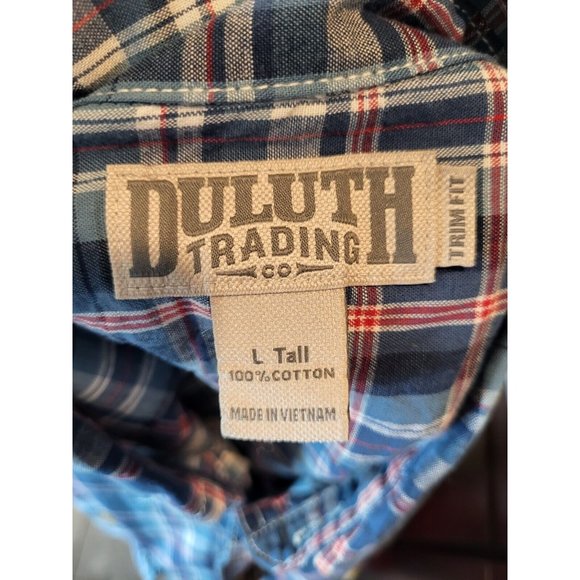 DULUTH
TRADING
CO
TRIM FIT
L Tall
100% COTTON
MADE IN VIETNAM